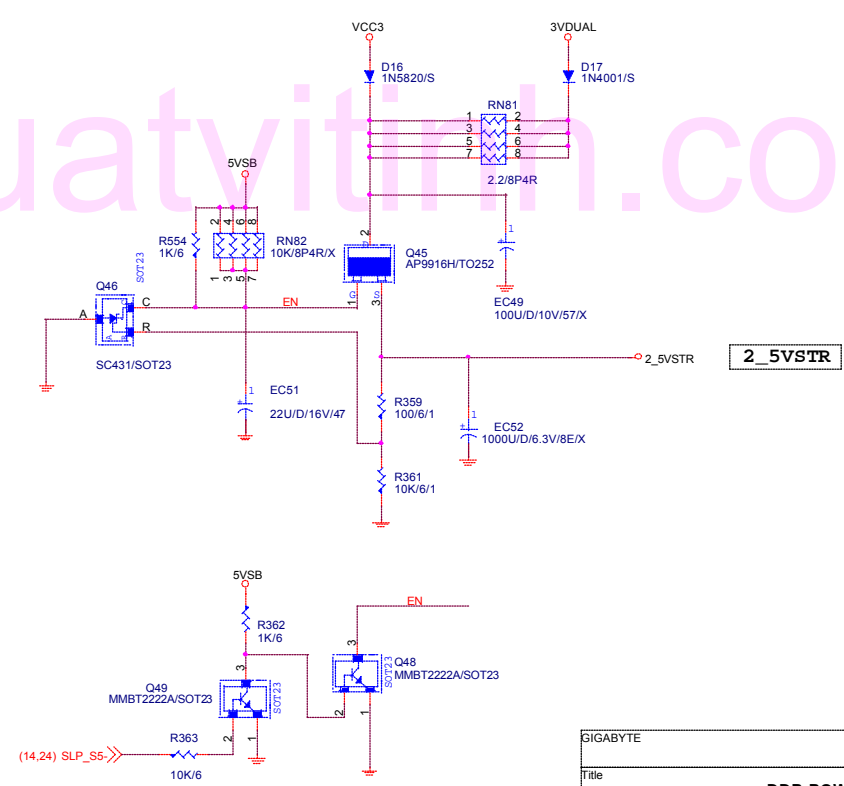 VCC3
3VDUAL
D16
1N5820/S
D17
1N4001/S
RN81
1
2
3
4
5
6
7
8
2.2/8P4R
uatvitinh.co
5VSB
2
4
6
8
R554
1K/6
RN82
10K/8P4R/X
1
3
5
7
SOT23
Q46
A
C
R
A
C
R
SC431/SOT23
EN
2
D
Q45
AP9916H/TO252
G
S
1
3
1
EC49
100U/D/10V/57/X
2_5VSTR
2_5VSTR
1
EC51
22U/D/16V/47
R359
100/6/1
1
EC52
1000U/D/6.3V/8E/X
R361
10K/6/1
5VSB
R362
1K/6
EN
3
Q48
MMBT2222A/SOT23
SOT23
2
1
3
Q49
MMBT2222A/SOT23
SOT23
2
1
(14,24) SLP_S5-
R363
10K/6
GIGABYTE
Title